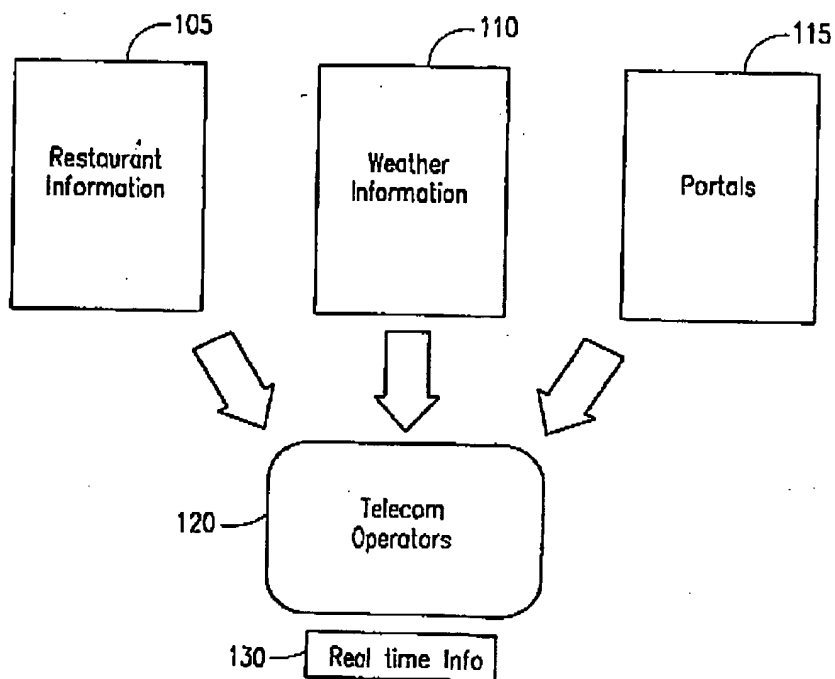 105
110
115
Restaurant
Information
Weather
Information
Portals
120
Telecom
Operators
130
Real time Info